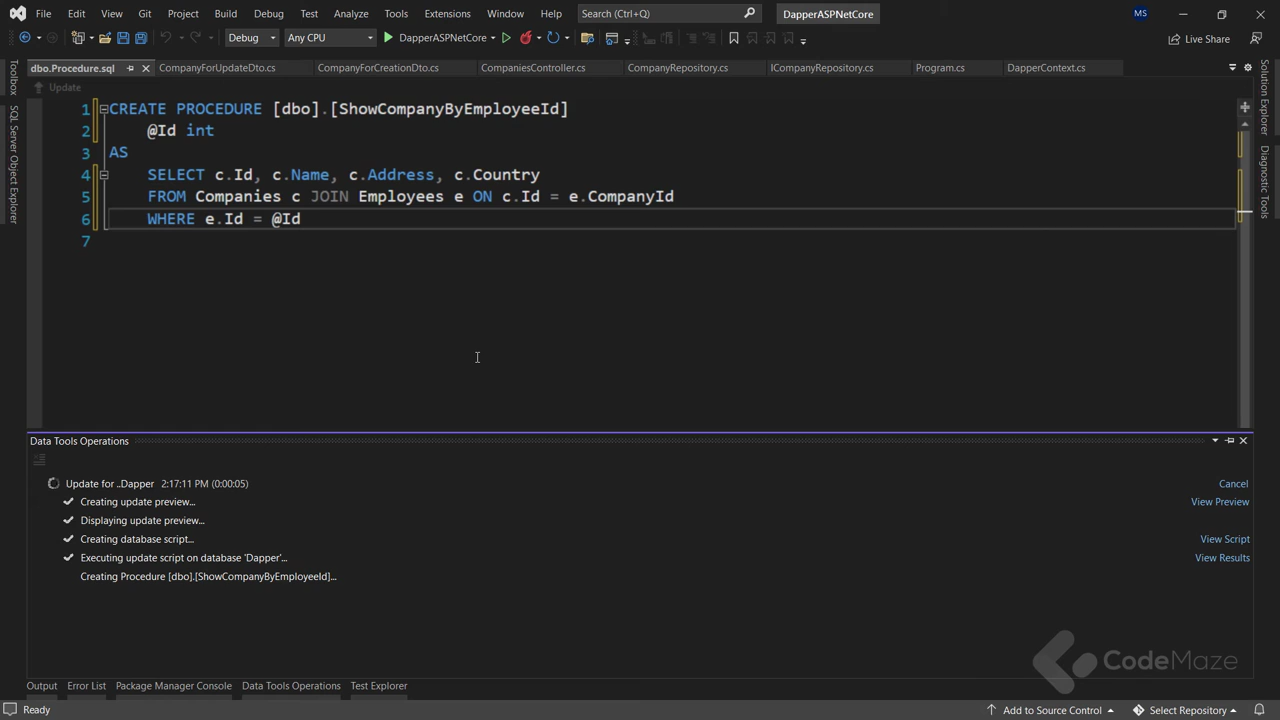 File Edit View Git Project Build Debug Test Analyze Tools Extensions Window Help Search (Ctrl+Q) DapperASPNetCore MS
Debug Any CPU DapperASPNetCore Live Share
dbo.Procedure.sql CompanyForUpdateDto.cs CompanyForCreationDto.cs CompaniesController.cs CompanyRepository.cs ICompanyRepository.cs Program.cs DapperContext.cs
Update
Toolbox
SQL Server Object Explorer
Solution Explorer
Diagnostic Tools
1 CREATE PROCEDURE [dbo].[ShowCompanyByEmployeeId]
2 @Id int
3 AS
4 SELECT c.Id, c.Name, c.Address, c.Country
5 FROM Companies c JOIN Employees e ON c.Id = e.CompanyId
6 WHERE e.Id = @Id
7
Data Tools Operations
Update for ..Dapper 2:17:11 PM (0:00:05) Cancel
Creating update preview... View Preview
Displaying update preview...
Creating database script... View Script
Executing update script on database 'Dapper'... View Results
Creating Procedure [dbo].[ShowCompanyByEmployeeId]...
CodeMaze
Output Error List Package Manager Console Data Tools Operations Test Explorer
Ready Add to Source Control Select Repository